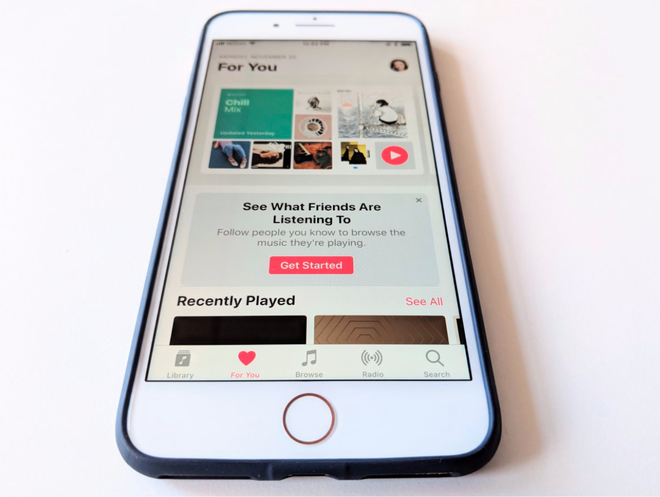 For You
Chill
Mix
Updated Yesterday
See What Friends Are
Listening To
Follow people you know to browse the
music they're playing.
Get Started
Recently Played
See All
Library
For You
Browse
Radio
Search